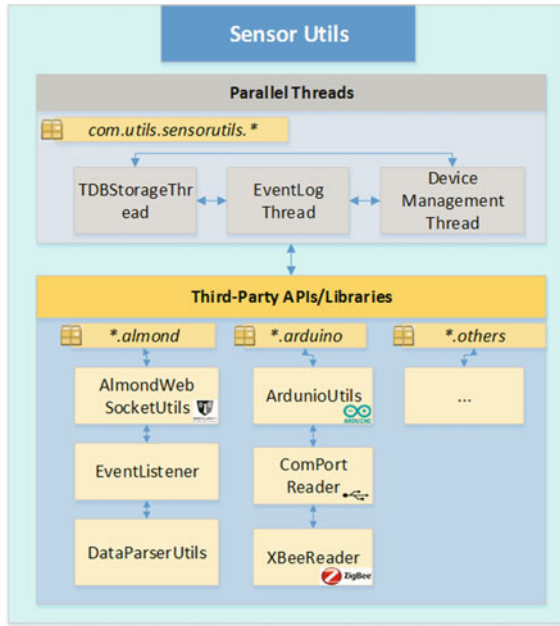 Sensor Utils
Parallel Threads
com.utils.sensorutils.*
TDBStorageThr
ead
EventLog
Thread
Device
Management
Thread
Third-Party APIs/Libraries
*.almond
*.arduino
*.others
AlmondWeb
SocketUtils
EventListener
DataParserUtils
ArdunioUtils
ARDUINO
ComPort
Reader
XBeeReader
ZigBee
...